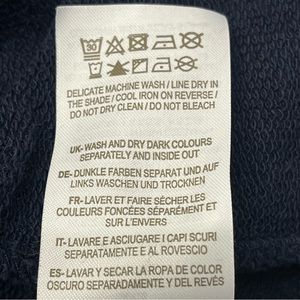 30
DELICATE MACHINE WASH / LINE DRY IN
THE SHADE / COOL IRON ON REVERSE /
DO NOT DRY CLEAN / DO NOT BLEACH
UK- WASH AND DRY DARK COLOURS
SEPARATELY AND INSIDE OUT
DE- DUNKLE FARBEN SEPARAT UND AUF
LINKS WASCHEN UND TROCKNEN
FR- LAVER ET FAIRE SÉCHER LES
COULEURS FONCÉES SÉPARÉMENT ET
SUR L'ENVERS
IT- LAVARE E ASCIUGARE I CAPI SCURI
SEPARATAMENTE E AL ROVESCIO
ES- LAVAR Y SECAR LA ROPA DE COLOR
OSCURO SEPARADAMENTE Y DEL REVÉS